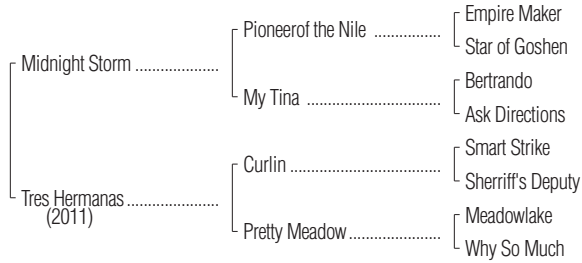 Empire Maker
Pioneerof the Nile ................
Star of Goshen
Midnight Storm .....................
Bertrando
My Tina ...........................
Ask Directions
Smart Strike
Curlin ................................
Sherriff's Deputy
Tres Hermanas .......................
(2011)
Meadowlake
Pretty Meadow ....................
Why So Much